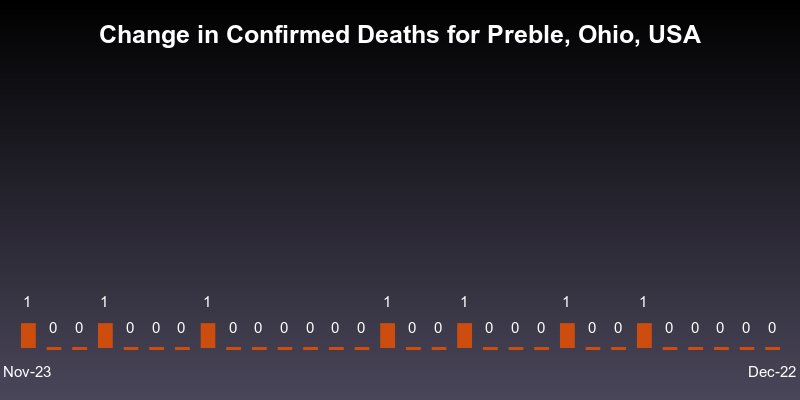 Change in Confirmed Deaths for Preble, Ohio, USA
1 0 0 1 0 0 0 1 0 0 0 0 0 0 1 0 0 1 0 0 0 1 0 0 1 0 0 0 0 0
Nov-23 Dec-22